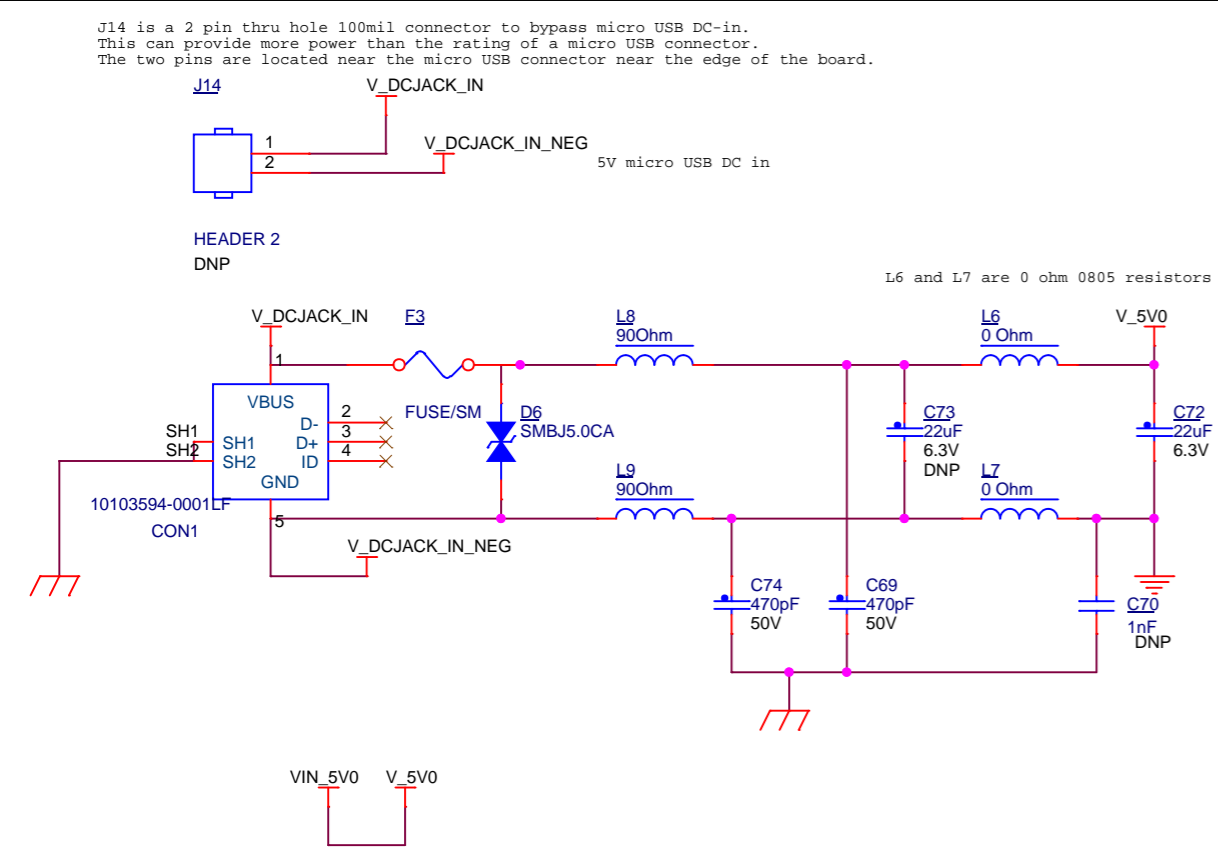 J14 is a 2 pin thru hole 100mil connector to bypass micro USB DC-in.
This can provide more power than the rating of a micro USB connector.
The two pins are located near the micro USB connector near the edge of the board.
J14
V_DCJACK_IN
1
V_DCJACK_IN_NEG
2
5V micro USB DC in
HEADER 2
DNP
L6 and L7 are 0 ohm 0805 resistors
V_DCJACK_IN
F3
L8
90Ohm
L6
0 Ohm
V_5V0
1
VBUS
FUSE/SM
D-
2
D6
SMBJ5.0CA
C73
22uF
6.3V
DNP
C72
22uF
6.3V
SH1
SH1
D+
3
SH2
SH2
ID
4
GND
L9
90Ohm
L7
0 Ohm
10103594-0001LF
CON1
5
V_DCJACK_IN_NEG
C74
470pF
50V
C69
470pF
50V
C70
1nF
DNP
VIN_5V0
V_5V0